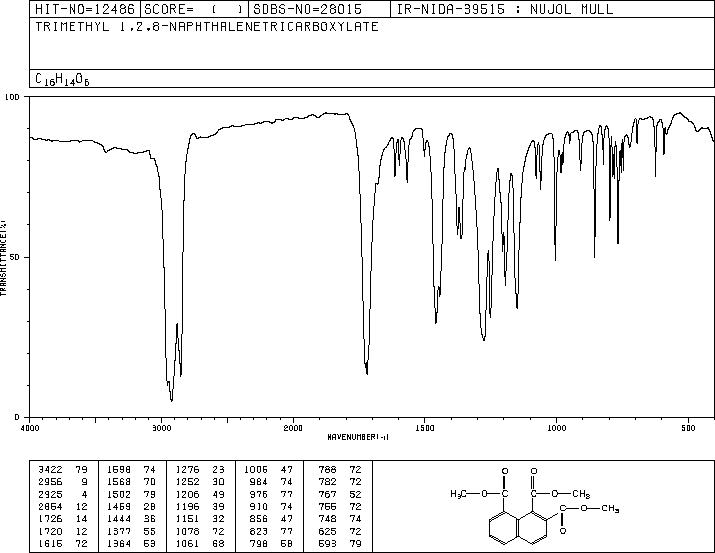 HIT-NO=12486 SCORE= ( ) SDBS-NO=28015 IR-NIDA-39515 : NUJOL MULL
TRIMETHYL 1,2,8-NAPHTHALENETRICARBOXYLATE
C16H14O6
100
50
0
TRANSMITTANCE(%)
4000 3000 2000 1500 1000 500
WAVENUMBER(-1)
3422 79 1598 74 1276 23 1006 47 788 72
2956 9 1568 70 1252 30 984 74 782 72
2925 4 1502 79 1206 49 976 77 767 52
2854 12 1459 28 1196 39 910 74 755 72
1726 14 1444 36 1151 32 856 47 748 74
1720 12 1377 55 1078 72 823 77 625 72
1615 72 1364 53 1061 68 798 58 593 79
O O
H3C—O—C C—O—CH3
C—O—CH3
O